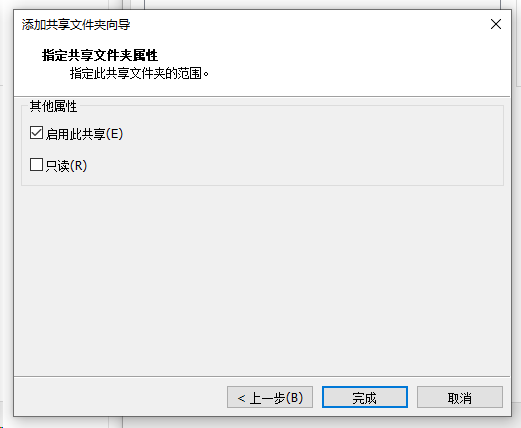 添加共享文件夹向导
指定共享文件夹属性
指定此共享文件夹的范围。
其他属性
启用此共享(E)
只读(R)
< 上一步(B)
完成
取消